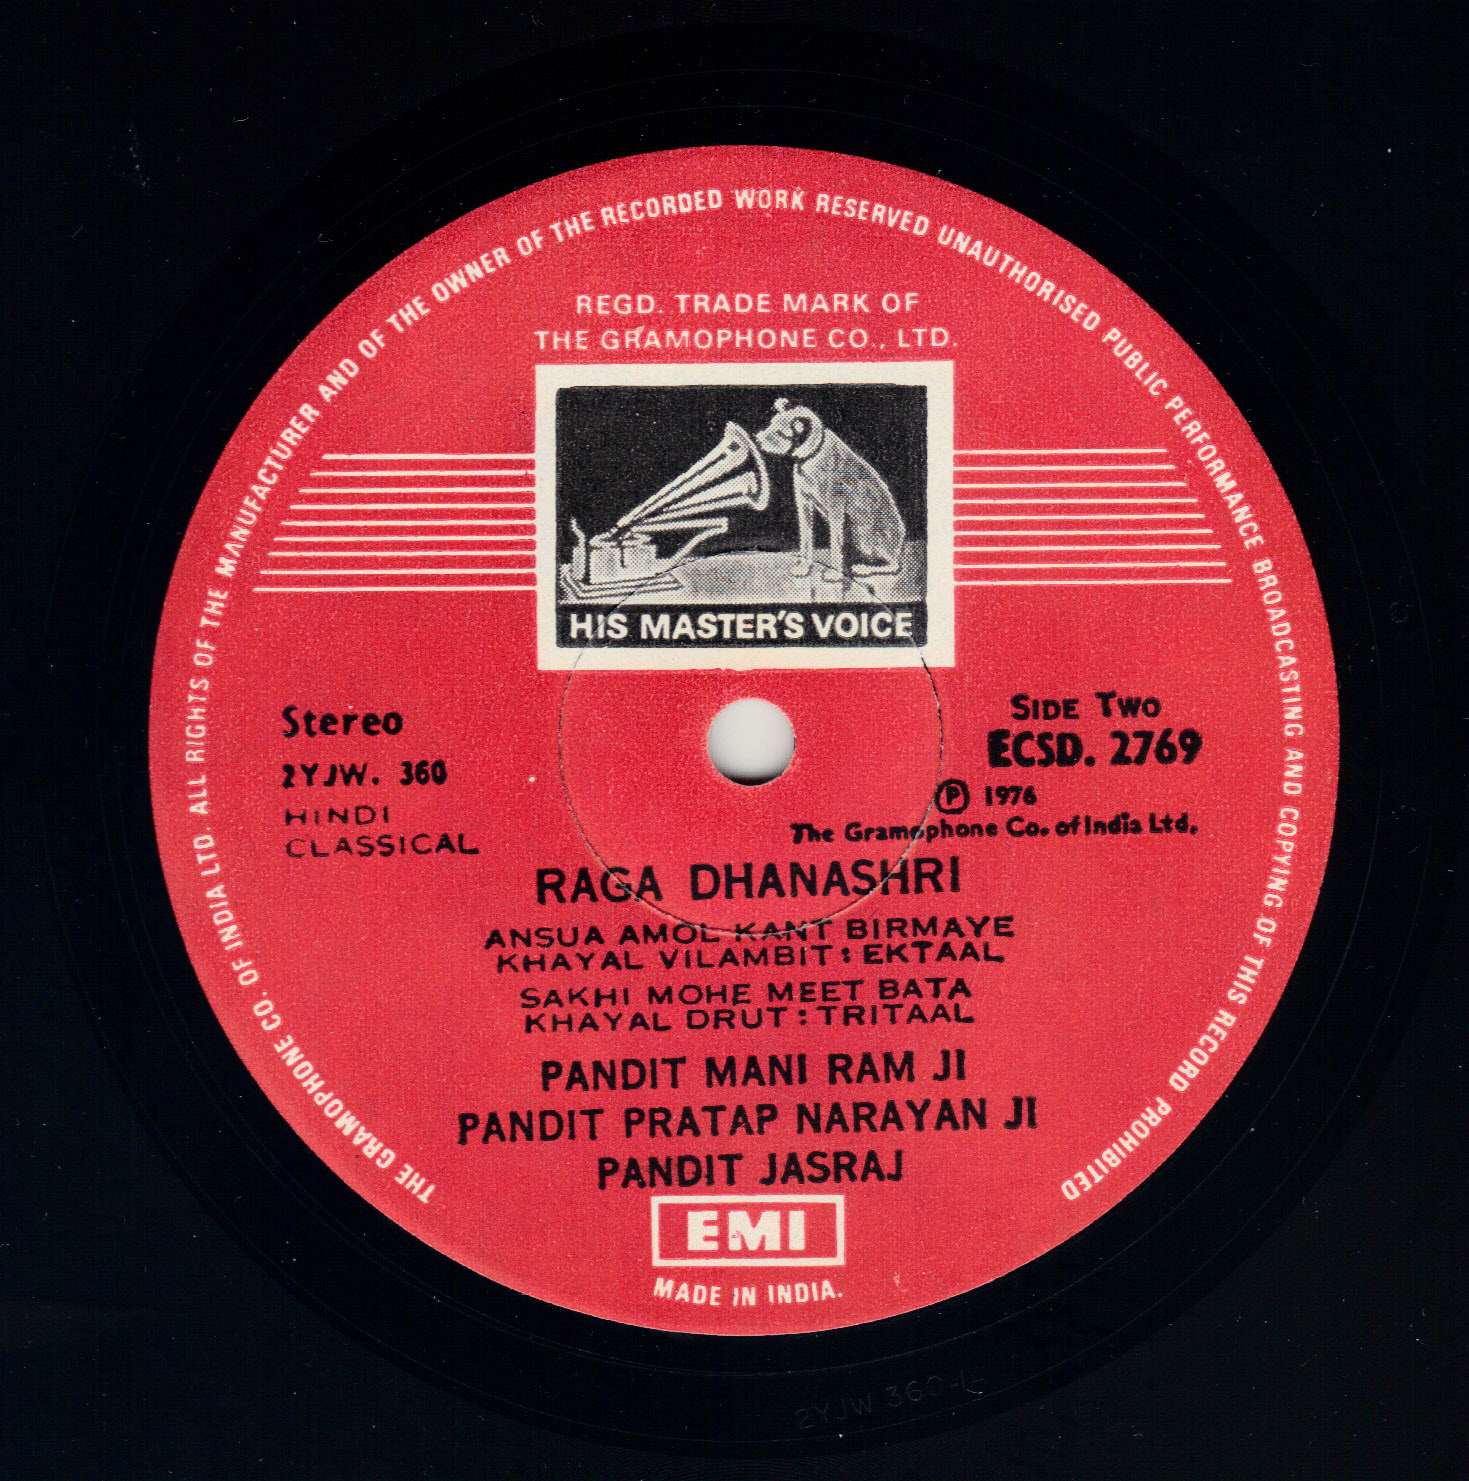 THE GRAMOPHONE CO. OF INDIA LTD. ALL RIGHTS OF THE MANUFACTURER AND OF THE OWNER OF THE RECORDED WORK RESERVED UNAUTHORISED PUBLIC PERFORMANCE BROADCASTING AND COPYING OF THIS RECORD PROHIBITED
REGD. TRADE MARK OF
THE GRAMOPHONE CO., LTD.
HIS MASTER'S VOICE
Stereo
2YJW. 360
HINDI
CLASSICAL
SIDE TWO
ECSD. 2769
Ⓟ 1976
The Gramophone Co. of India Ltd.
RAGA DHANASHRI
ANSUA AMOL KANT BIRMAYE
KHAYAL VILAMBIT : EKTAAL
SAKHI MOHE MEET BATA
KHAYAL DRUT : TRITAAL
PANDIT MANI RAM JI
PANDIT PRATAP NARAYAN JI
PANDIT JASRAJ
EMI
MADE IN INDIA.
2YJW 360-1-